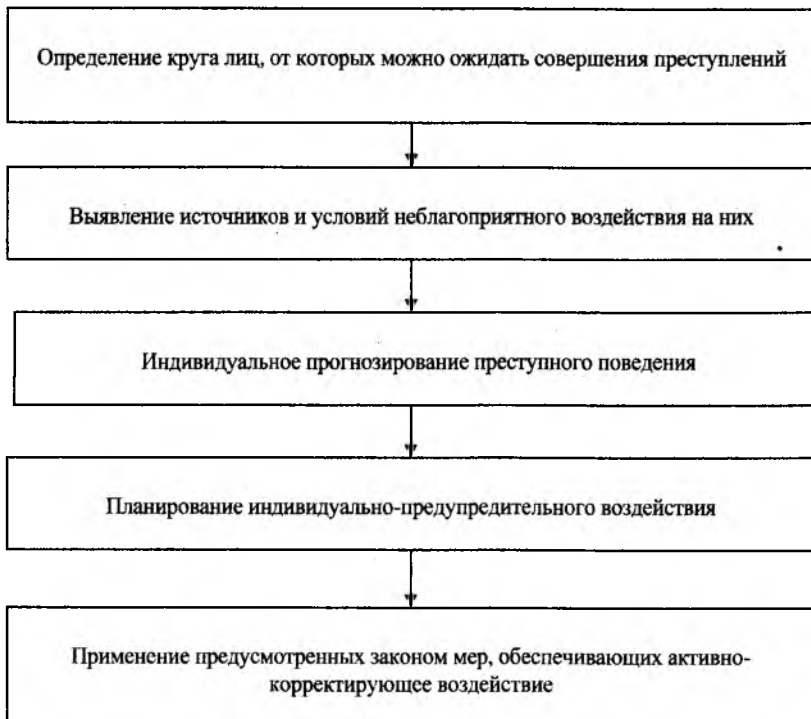 Определение круга лиц, от которых можно ожидать совершения преступлений
Выявление источников и условий неблагоприятного воздействия на них
Индивидуальное прогнозирование преступного поведения
Планирование индивидуально-предупредительного воздействия
Применение предусмотренных законом мер, обеспечивающих активно-
корректирующее воздействие